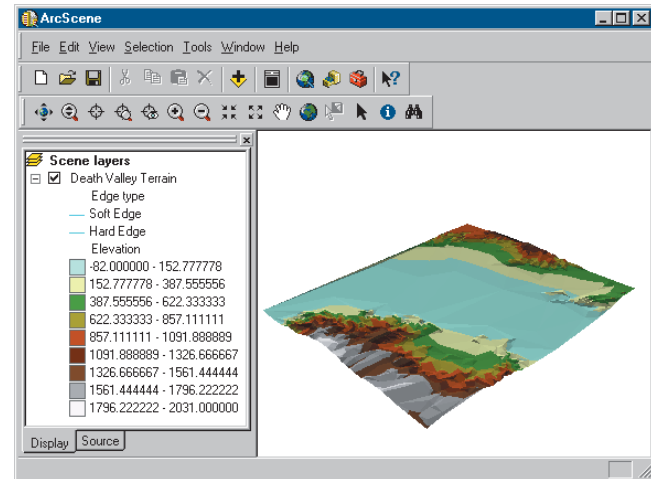 ArcScene
File Edit View Selection Tools Window Help
Scene layers
Death Valley Terrain
Edge type
Soft Edge
Hard Edge
Elevation
-82.000000 - 152.777778
152.777778 - 387.555556
387.555556 - 622.333333
622.333333 - 857.111111
857.111111 - 1091.888889
1091.888889 - 1326.666667
1326.666667 - 1561.444444
1561.444444 - 1796.222222
1796.222222 - 2031.000000
Display Source